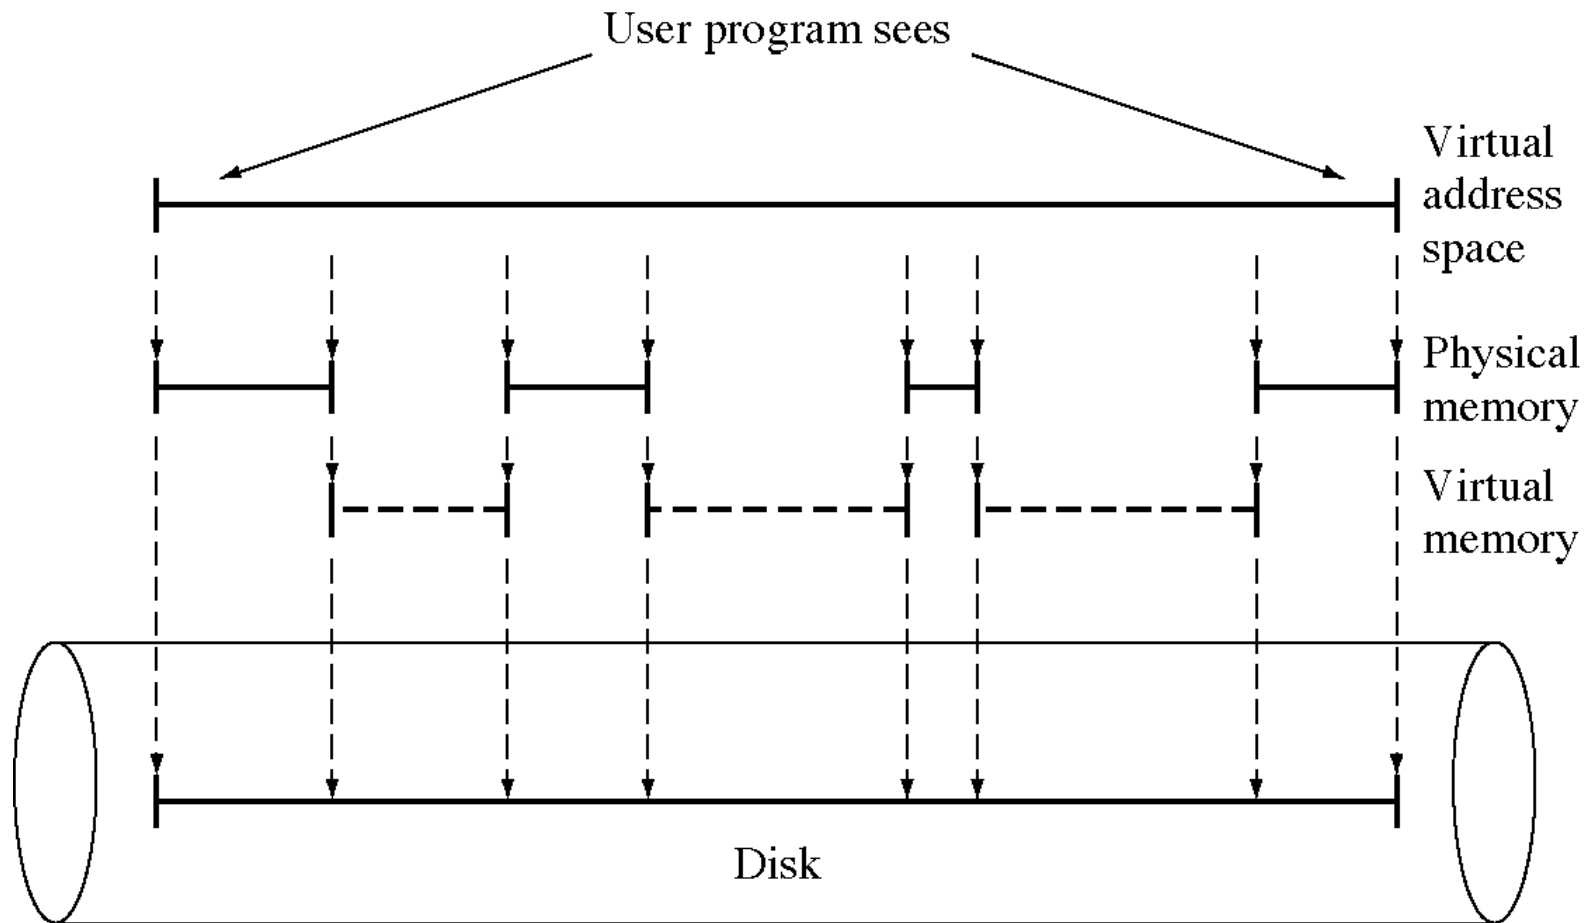 User program sees
Virtual
address
space
Physical
memory
Virtual
memory
Disk